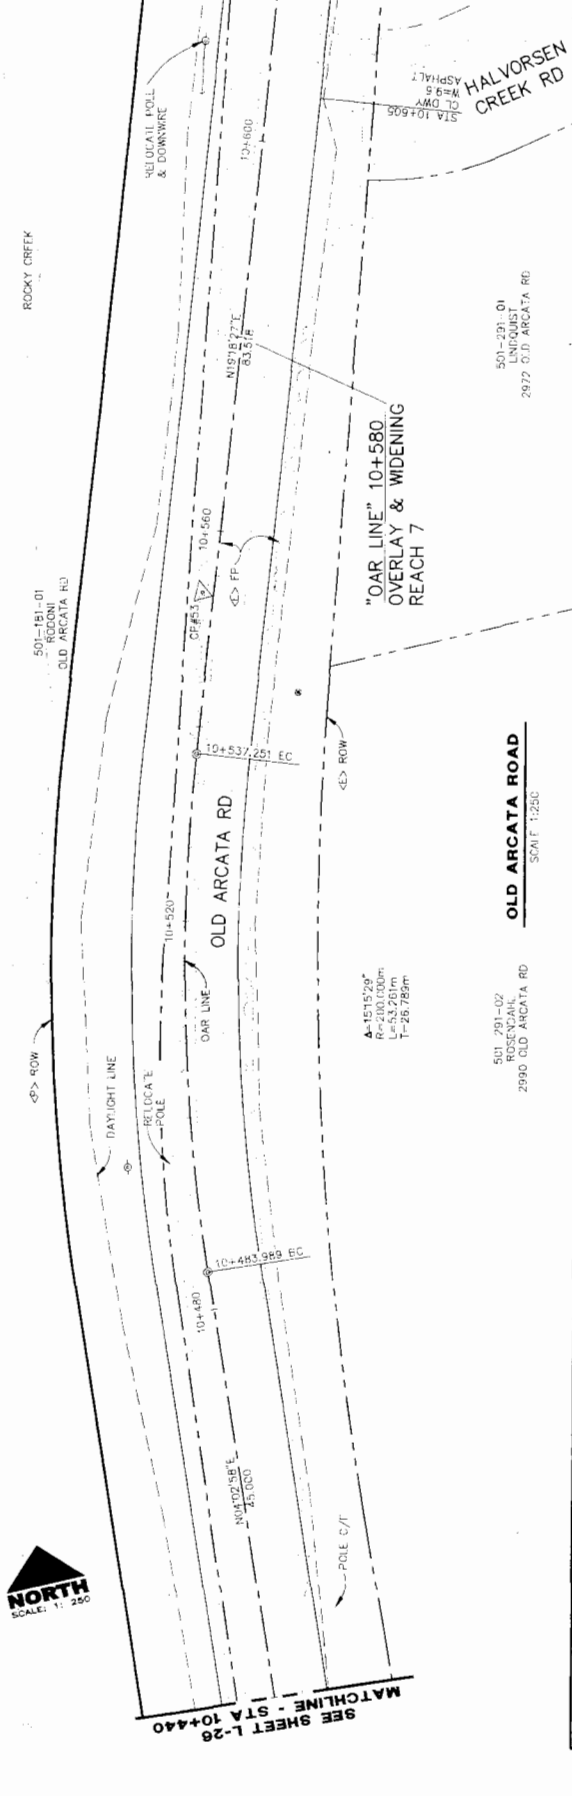 HALVORSEN
CREEK RD
STA 10+605
CL DWY
W=9.6
ASPHALT
RELOCATE POLE
& DOWNWIRE
10+600
ROCKY CREEK
N19°18'27"E
83.518
501-291-01
LINDQUIST
2972 OLD ARCATA RD
"OAR LINE" 10+580
OVERLAY & WIDENING
REACH 7
10+560
<E> FP
CP#53
501-181-01
RODONI
OLD ARCATA RD
10+537.251 EC
<E> ROW
OLD ARCATA ROAD
SCALE 1:250
OLD ARCATA RD
10+520
OAR LINE
Δ=15°15'29"
R=200.000m
L=53.261m
T=26.789m
501-291-02
ROSENDAHL
2990 OLD ARCATA RD
<P> ROW
DAYLIGHT LINE
RELOCATE
POLE
10+483.989 BC
10+480
N04°02'58"E
45.000
POLE O/T
NORTH
SCALE: 1: 250
MATCHLINE - STA 10+440
SEE SHEET L-26